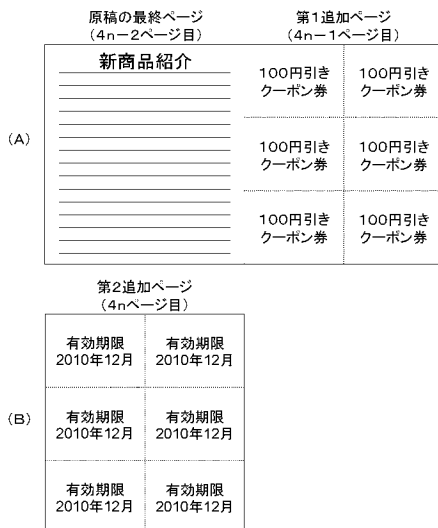 原稿の最終ページ
(4n−2ページ目)
第1追加ページ
(4n−1ページ目)
(A)
新商品紹介
100円引き
クーポン券
100円引き
クーポン券
100円引き
クーポン券
100円引き
クーポン券
100円引き
クーポン券
100円引き
クーポン券
第2追加ページ
(4nページ目)
(B)
有効期限
2010年12月
有効期限
2010年12月
有効期限
2010年12月
有効期限
2010年12月
有効期限
2010年12月
有効期限
2010年12月